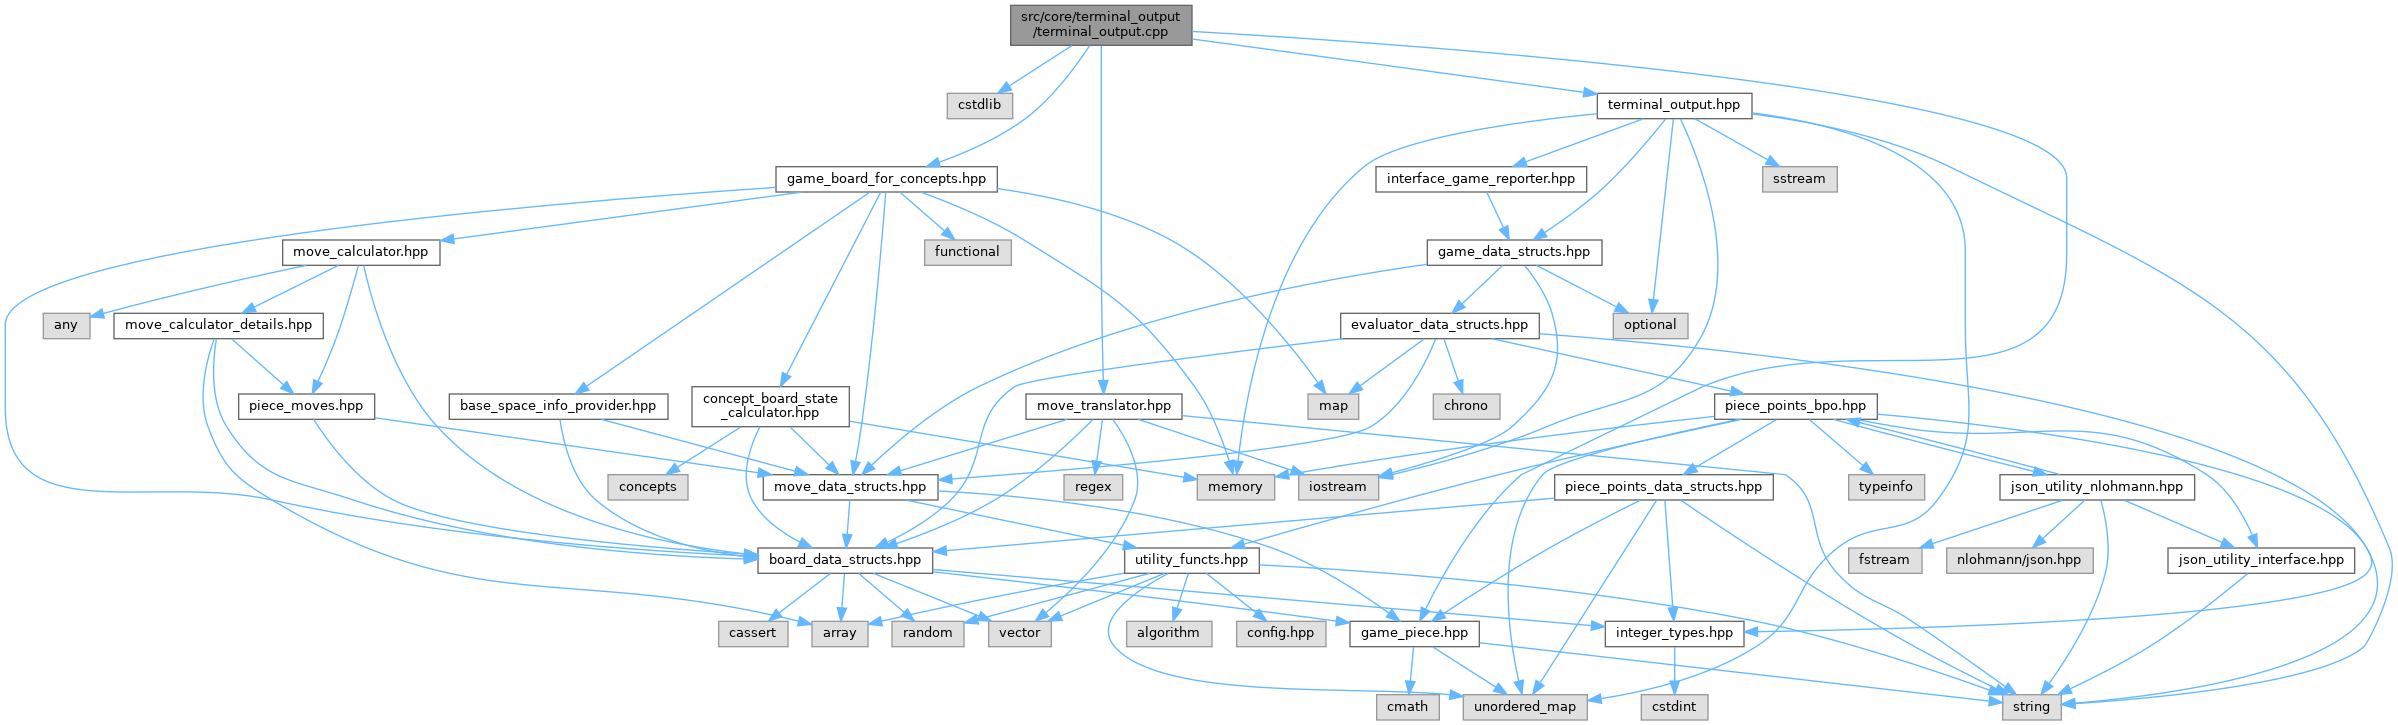 src/core/terminal_output
/terminal_output.cpp
cstdlib
terminal_output.hpp
game_board_for_concepts.hpp
interface_game_reporter.hpp
sstream
move_calculator.hpp
functional
game_data_structs.hpp
any
move_calculator_details.hpp
evaluator_data_structs.hpp
optional
piece_moves.hpp
base_space_info_provider.hpp
concept_board_state
_calculator.hpp
move_translator.hpp
map
chrono
piece_points_bpo.hpp
concepts
move_data_structs.hpp
regex
memory
iostream
piece_points_data_structs.hpp
typeinfo
json_utility_nlohmann.hpp
board_data_structs.hpp
utility_functs.hpp
fstream
nlohmann/json.hpp
json_utility_interface.hpp
cassert
array
random
vector
algorithm
config.hpp
game_piece.hpp
integer_types.hpp
cmath
unordered_map
cstdint
string